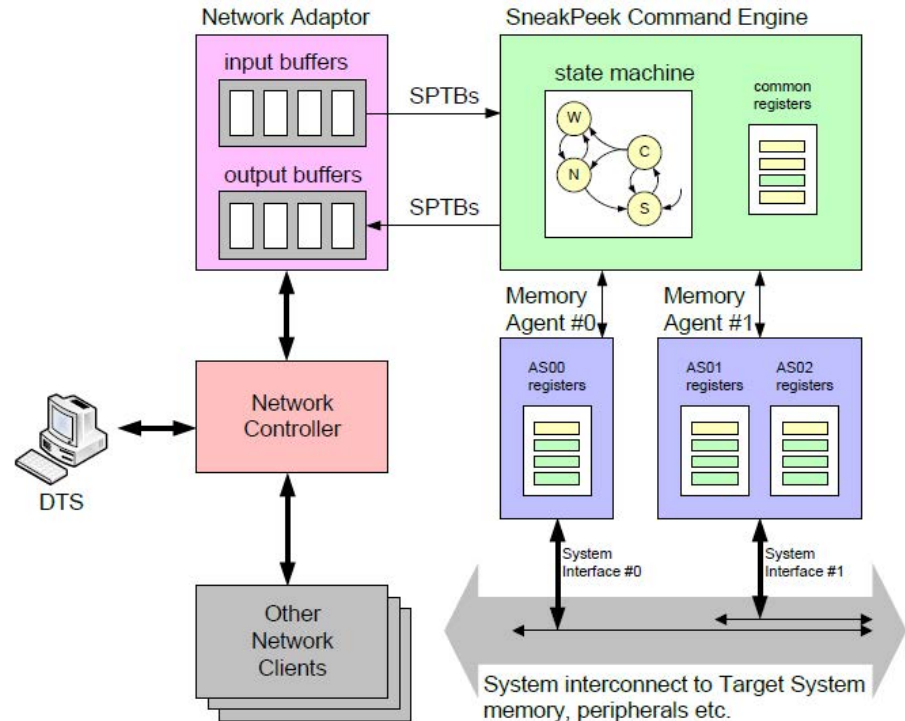 Network Adaptor
input buffers
output buffers
SPTBs
SPTBs
SneakPeek Command Engine
state machine
W
N
C
S
common
registers
Memory
Agent #0
Memory
Agent #1
AS00
registers
AS01
registers
AS02
registers
Network
Controller
DTS
Other
Network
Clients
System
Interface #0
System
Interface #1
System interconnect to Target System
memory, peripherals etc.